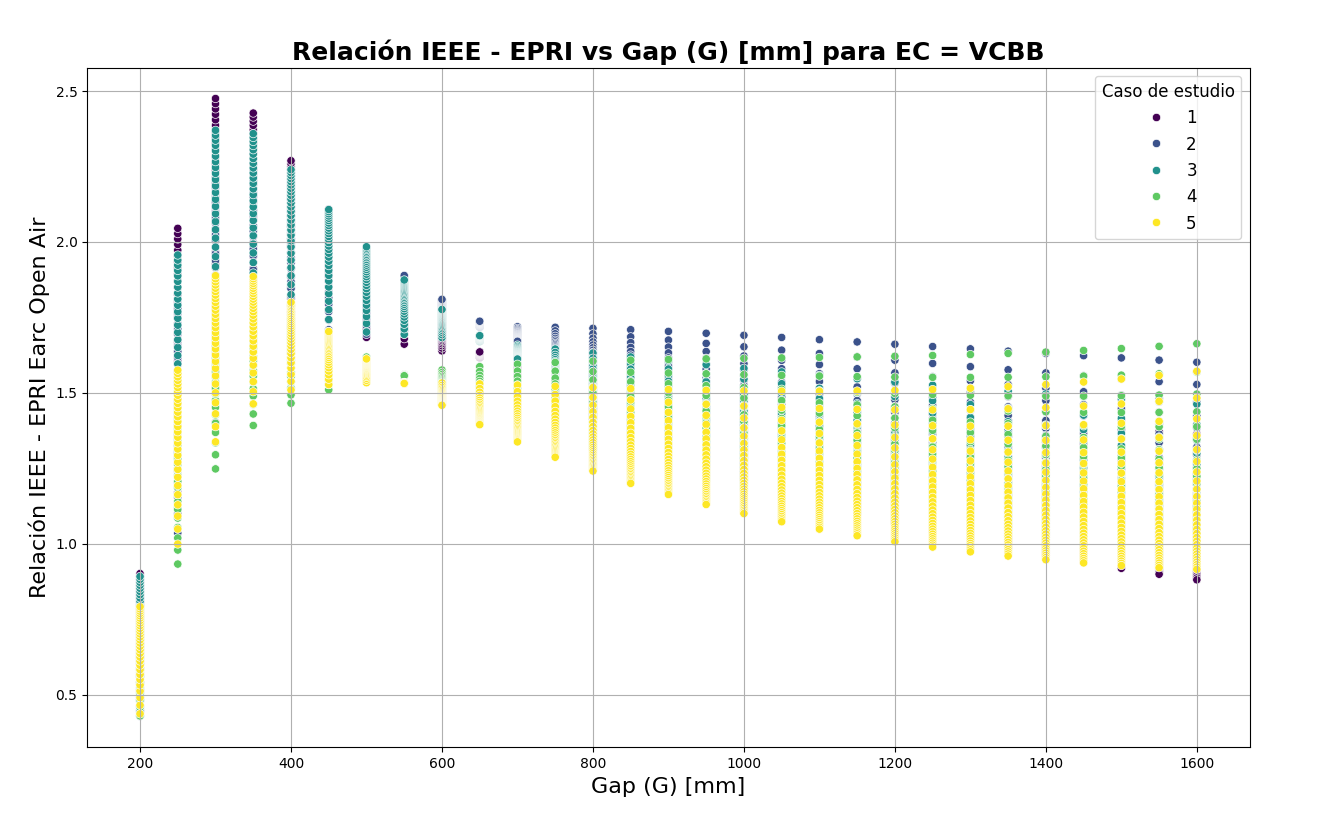 Relación IEEE - EPRI vs Gap (G) [mm] para EC = VCBB
Relación IEEE - EPRI Earc Open Air
2.5
2.0
1.5
1.0
0.5
Caso de estudio
1
2
3
4
5
200 400 600 800 1000 1200 1400 1600
Gap (G) [mm]